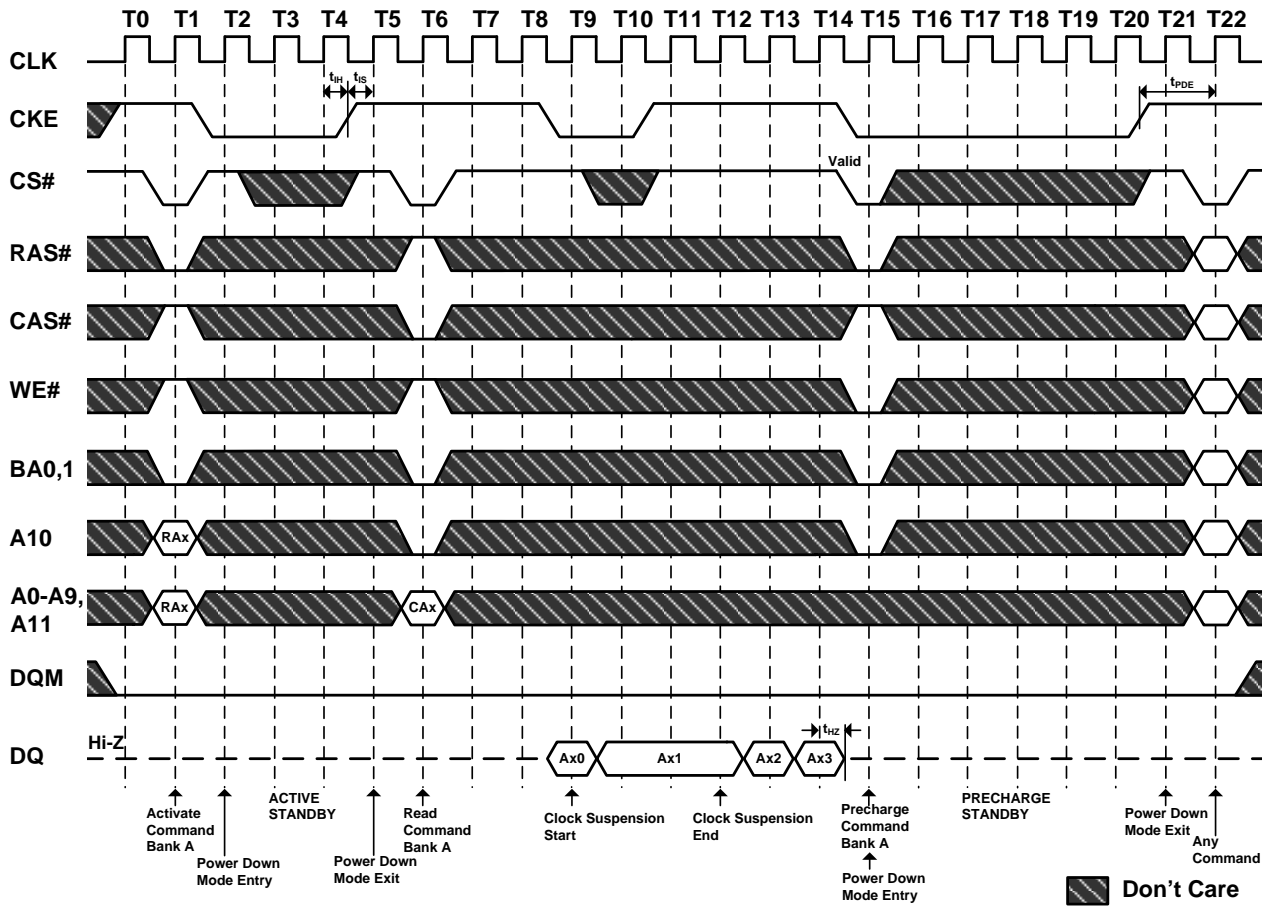 T0 T1 T2 T3 T4 T5 T6 T7 T8 T9 T10 T11 T12 T13 T14 T15 T16 T17 T18 T19 T20 T21 T22
CLK
tIH tIS
tPDE
CKE
Valid
CS#
RAS#
CAS#
WE#
BA0,1
A10
RAx
A0-A9,
A11
RAx
CAx
DQM
Hi-Z
DQ
Ax0
Ax1
Ax2
Ax3
tHZ
Activate
Command
Bank A
Power Down
Mode Entry
ACTIVE
STANDBY
Power Down
Mode Exit
Read
Command
Bank A
Clock Suspension
Start
Clock Suspension
End
Precharge
Command
Bank A
Power Down
Mode Entry
PRECHARGE
STANDBY
Power Down
Mode Exit
Any
Command
Don't Care